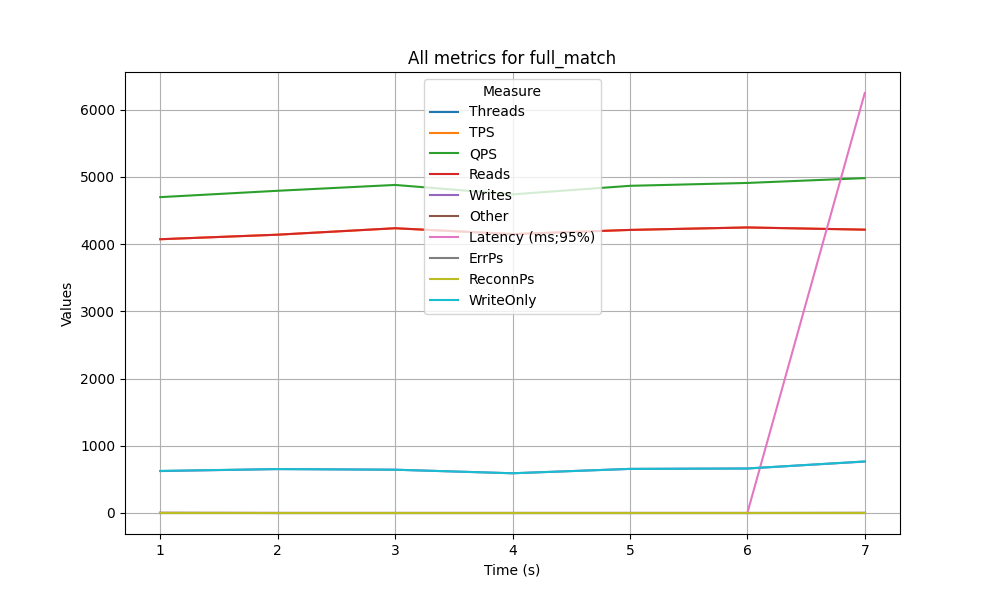 All metrics for full_match
Measure
Threads
TPS
QPS
Reads
Writes
Other
Latency (ms;95%)
ErrPs
ReconnPs
WriteOnly
Values
6000
5000
4000
3000
2000
1000
0
1 2 3 4 5 6 7
Time (s)